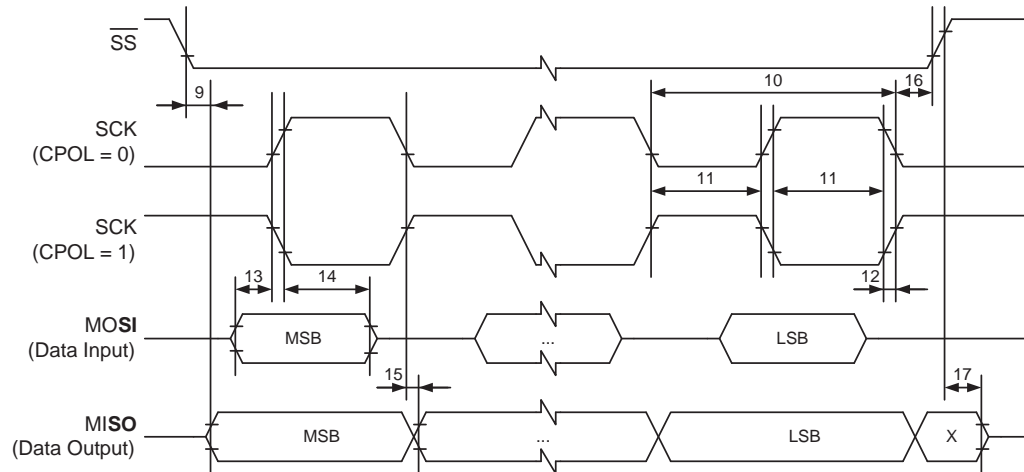 SS
9
10
16
SCK
(CPOL = 0)
11
11
SCK
(CPOL = 1)
13
14
12
MOSI
(Data Input)
MSB
...
LSB
15
17
MISO
(Data Output)
MSB
...
LSB
X